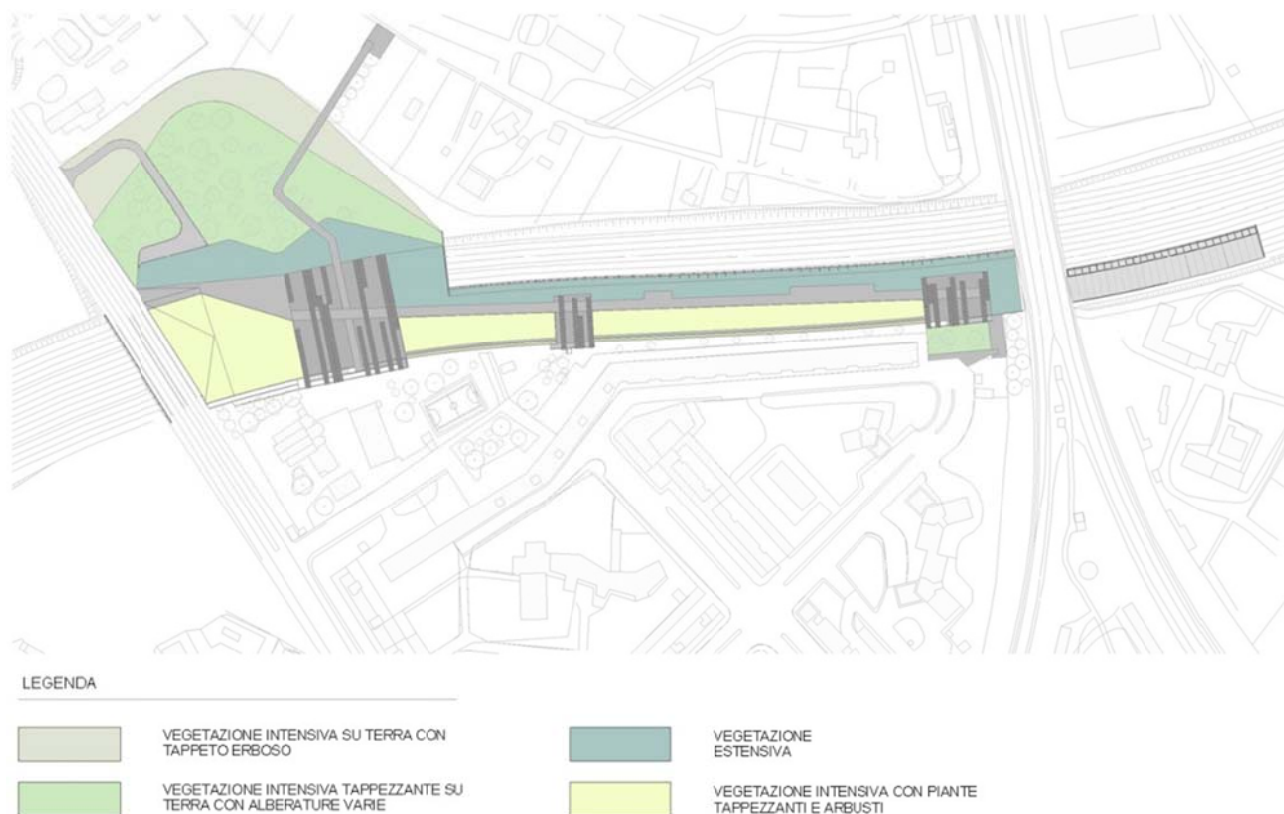 LEGENDA
VEGETAZIONE INTENSIVA SU TERRA CON
TAPPETO ERBOSO
VEGETAZIONE INTENSIVA TAPPEZZANTE SU
TERRA CON ALBERATURE VARIE
VEGETAZIONE
ESTENSIVA
VEGETAZIONE INTENSIVA CON PIANTE
TAPPEZZANTI E ARBUSTI